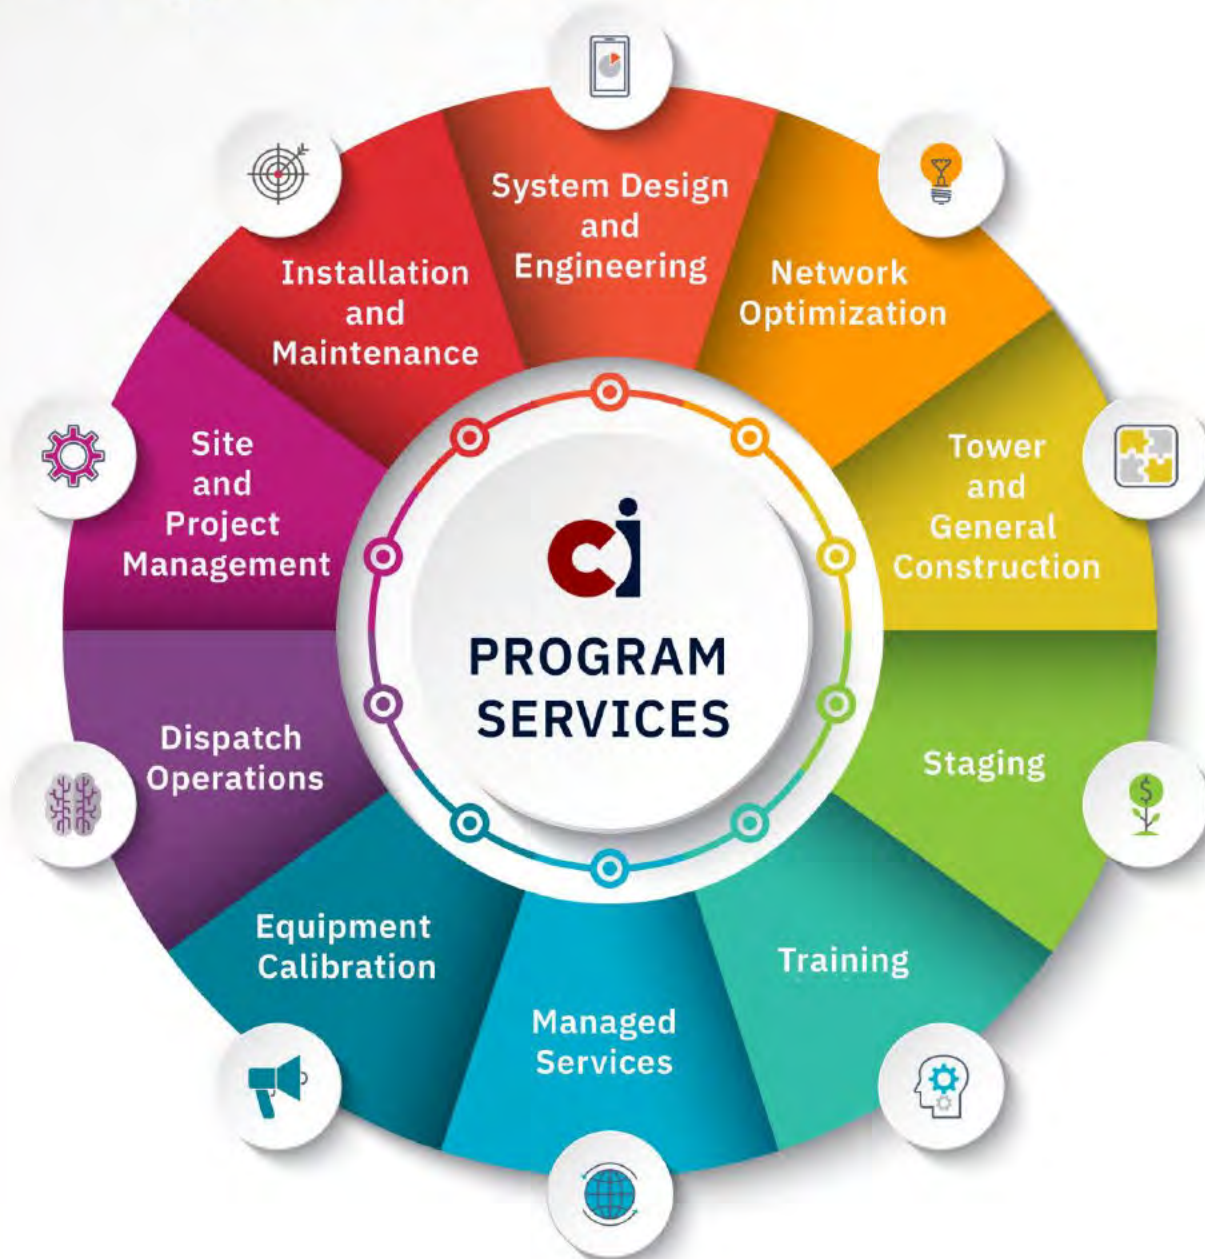 System Design
and
Engineering
Network
Optimization
Tower
and
General
Construction
Staging
Training
Managed
Services
Equipment
Calibration
Dispatch
Operations
Site
and
Project
Management
Installation
and
Maintenance
ci
PROGRAM
SERVICES
$